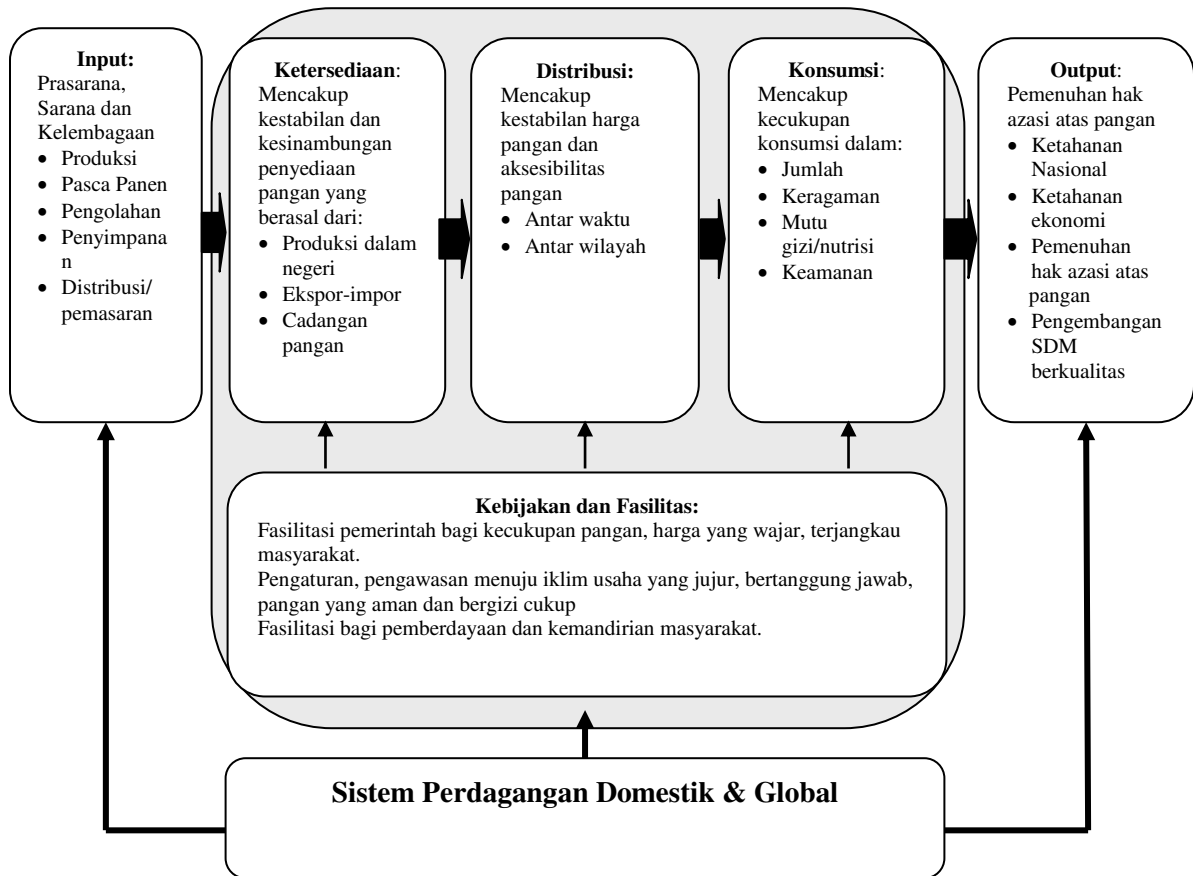 Input:
Prasarana,
Sarana dan
Kelembagaan
• Produksi
• Pasca Panen
• Pengolahan
• Penyimpana
n
• Distribusi/
pemasaran
Ketersediaan:
Mencakup
kestabilan dan
kesinambungan
penyediaan
pangan yang
berasal dari:
• Produksi dalam
negeri
• Ekspor-impor
• Cadangan
pangan
Distribusi:
Mencakup
kestabilan harga
pangan dan
aksesibilitas
pangan
• Antar waktu
• Antar wilayah
Konsumsi:
Mencakup
kecukupan
konsumsi dalam:
• Jumlah
• Keragaman
• Mutu
gizi/nutrisi
• Keamanan
Output:
Pemenuhan hak
azasi atas pangan
• Ketahanan
Nasional
• Ketahanan
ekonomi
• Pemenuhan
hak azasi atas
pangan
• Pengembangan
SDM
berkualitas
Kebijakan dan Fasilitas:
Fasilitasi pemerintah bagi kecukupan pangan, harga yang wajar, terjangkau
masyarakat.
Pengaturan, pengawasan menuju iklim usaha yang jujur, bertanggung jawab,
pangan yang aman dan bergizi cukup
Fasilitasi bagi pemberdayaan dan kemandirian masyarakat.
Sistem Perdagangan Domestik & Global